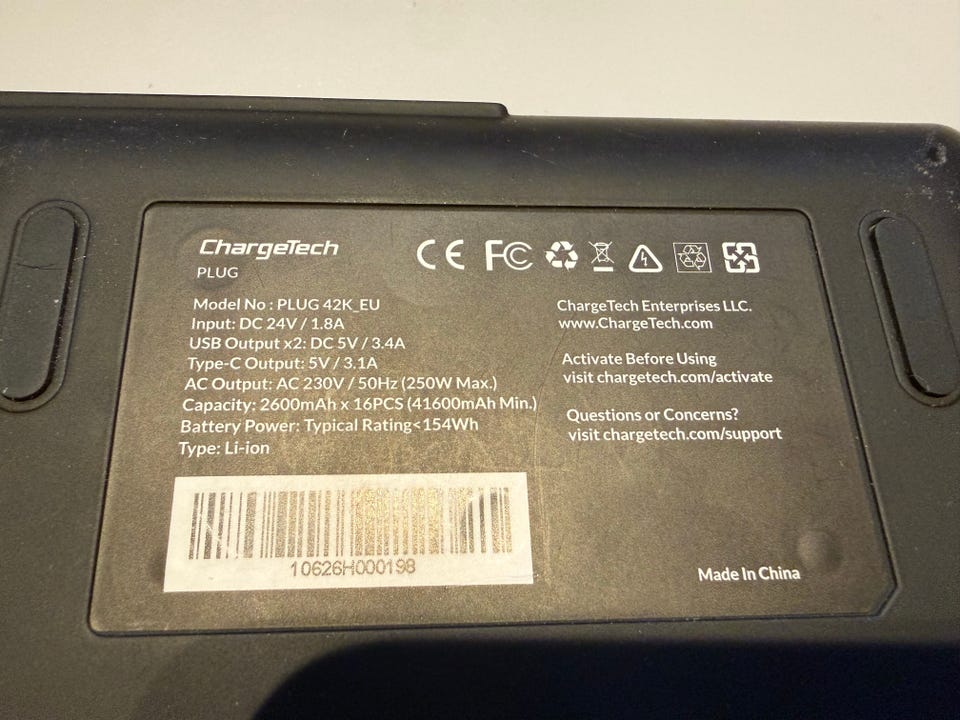 ChargeTech
PLUG
CE FC
Model No : PLUG 42K_EU
Input: DC 24V / 1.8A
USB Output x2: DC 5V / 3.4A
Type-C Output: 5V / 3.1A
AC Output: AC 230V / 50Hz (250W Max.)
Capacity: 2600mAh x 16PCS (41600mAh Min.)
Battery Power: Typical Rating<154Wh
Type: Li-ion
ChargeTech Enterprises LLC.
www.ChargeTech.com
Activate Before Using
visit chargetech.com/activate
Questions or Concerns?
visit chargetech.com/support
10626H000198
Made In China